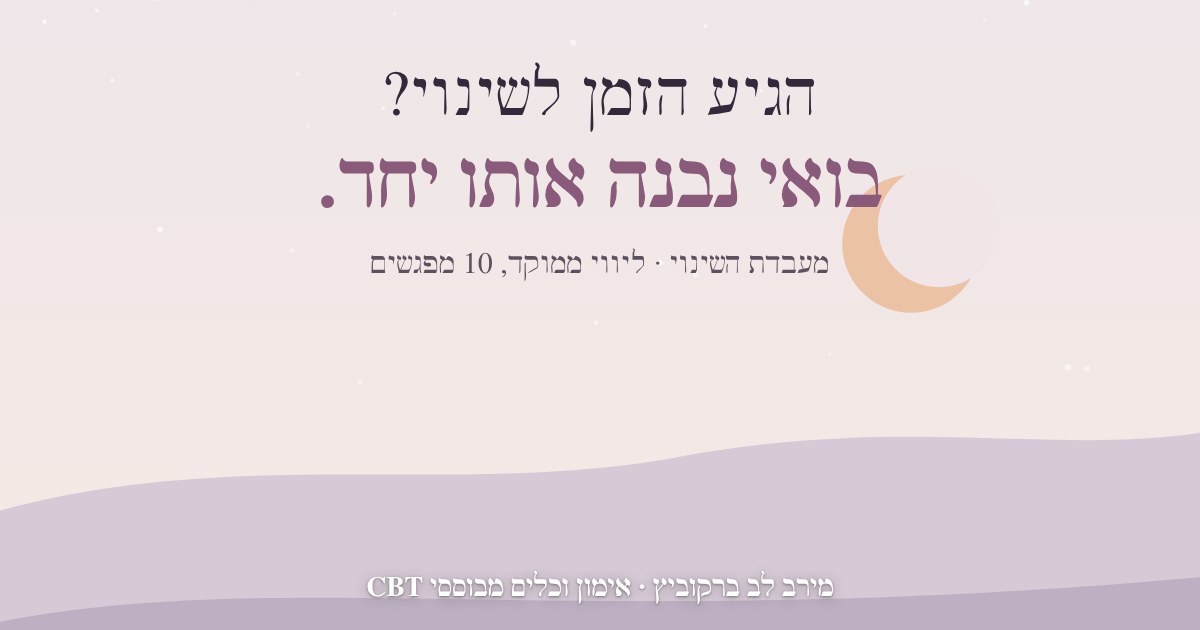 הגיע הזמן לשינוי?
בואי נבנה אותו יחד.
מעבדת השינוי · ליווי ממוקד, 10 מפגשים
מירב לב ברקוביץ · אימון וכלים מבוססי CBT